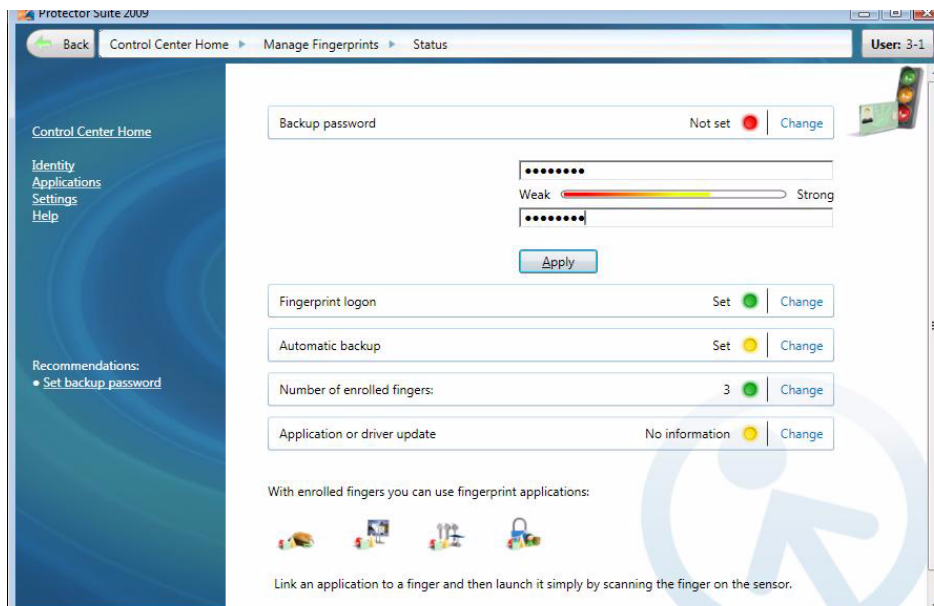 Protector Suite 2009
Back Control Center Home Manage Fingerprints Status User: 3-1
Control Center Home
Identity
Applications
Settings
Help
Recommendations:
• Set backup password
Backup password Not set Change
••••••••
Weak Strong
••••••••
Apply
Fingerprint logon Set Change
Automatic backup Set Change
Number of enrolled fingers: 3 Change
Application or driver update No information Change
With enrolled fingers you can use fingerprint applications:
Link an application to a finger and then launch it simply by scanning the finger on the sensor.